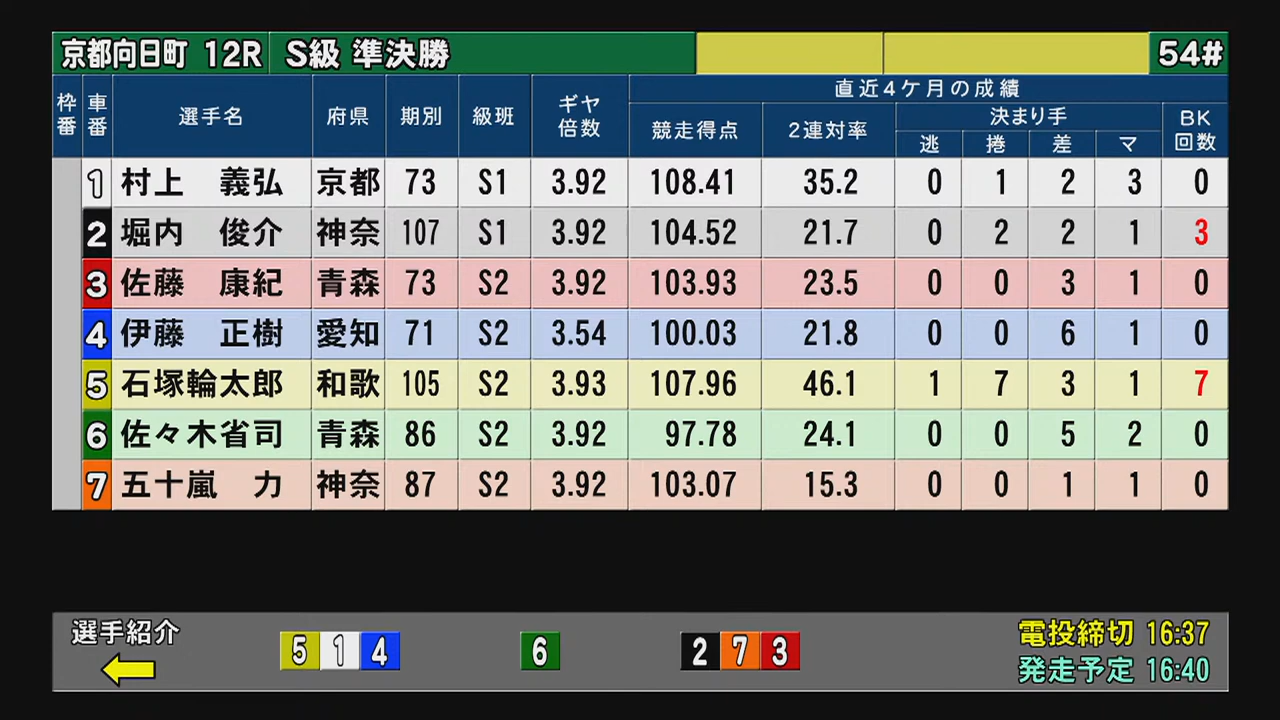 京都向日町 12R S級 準決勝 54#
枠番 車番 選手名 府県 期別 級班 ギヤ倍数 直近4ケ月の成績
競走得点 2連対率 決まり手 BK回数
逃 捲 差 マ
1 村上 義弘 京都 73 S1 3.92 108.41 35.2 0 1 2 3 0
2 堀内 俊介 神奈 107 S1 3.92 104.52 21.7 0 2 2 1 3
3 佐藤 康紀 青森 73 S2 3.92 103.93 23.5 0 0 3 1 0
4 伊藤 正樹 愛知 71 S2 3.54 100.03 21.8 0 0 6 1 0
5 石塚輪太郎 和歌 105 S2 3.93 107.96 46.1 1 7 3 1 7
6 佐々木省司 青森 86 S2 3.92 97.78 24.1 0 0 5 2 0
7 五十嵐 力 神奈 87 S2 3.92 103.07 15.3 0 0 1 1 0
選手紹介 5 1 4 6 2 7 3 電投締切 16:37
発走予定 16:40